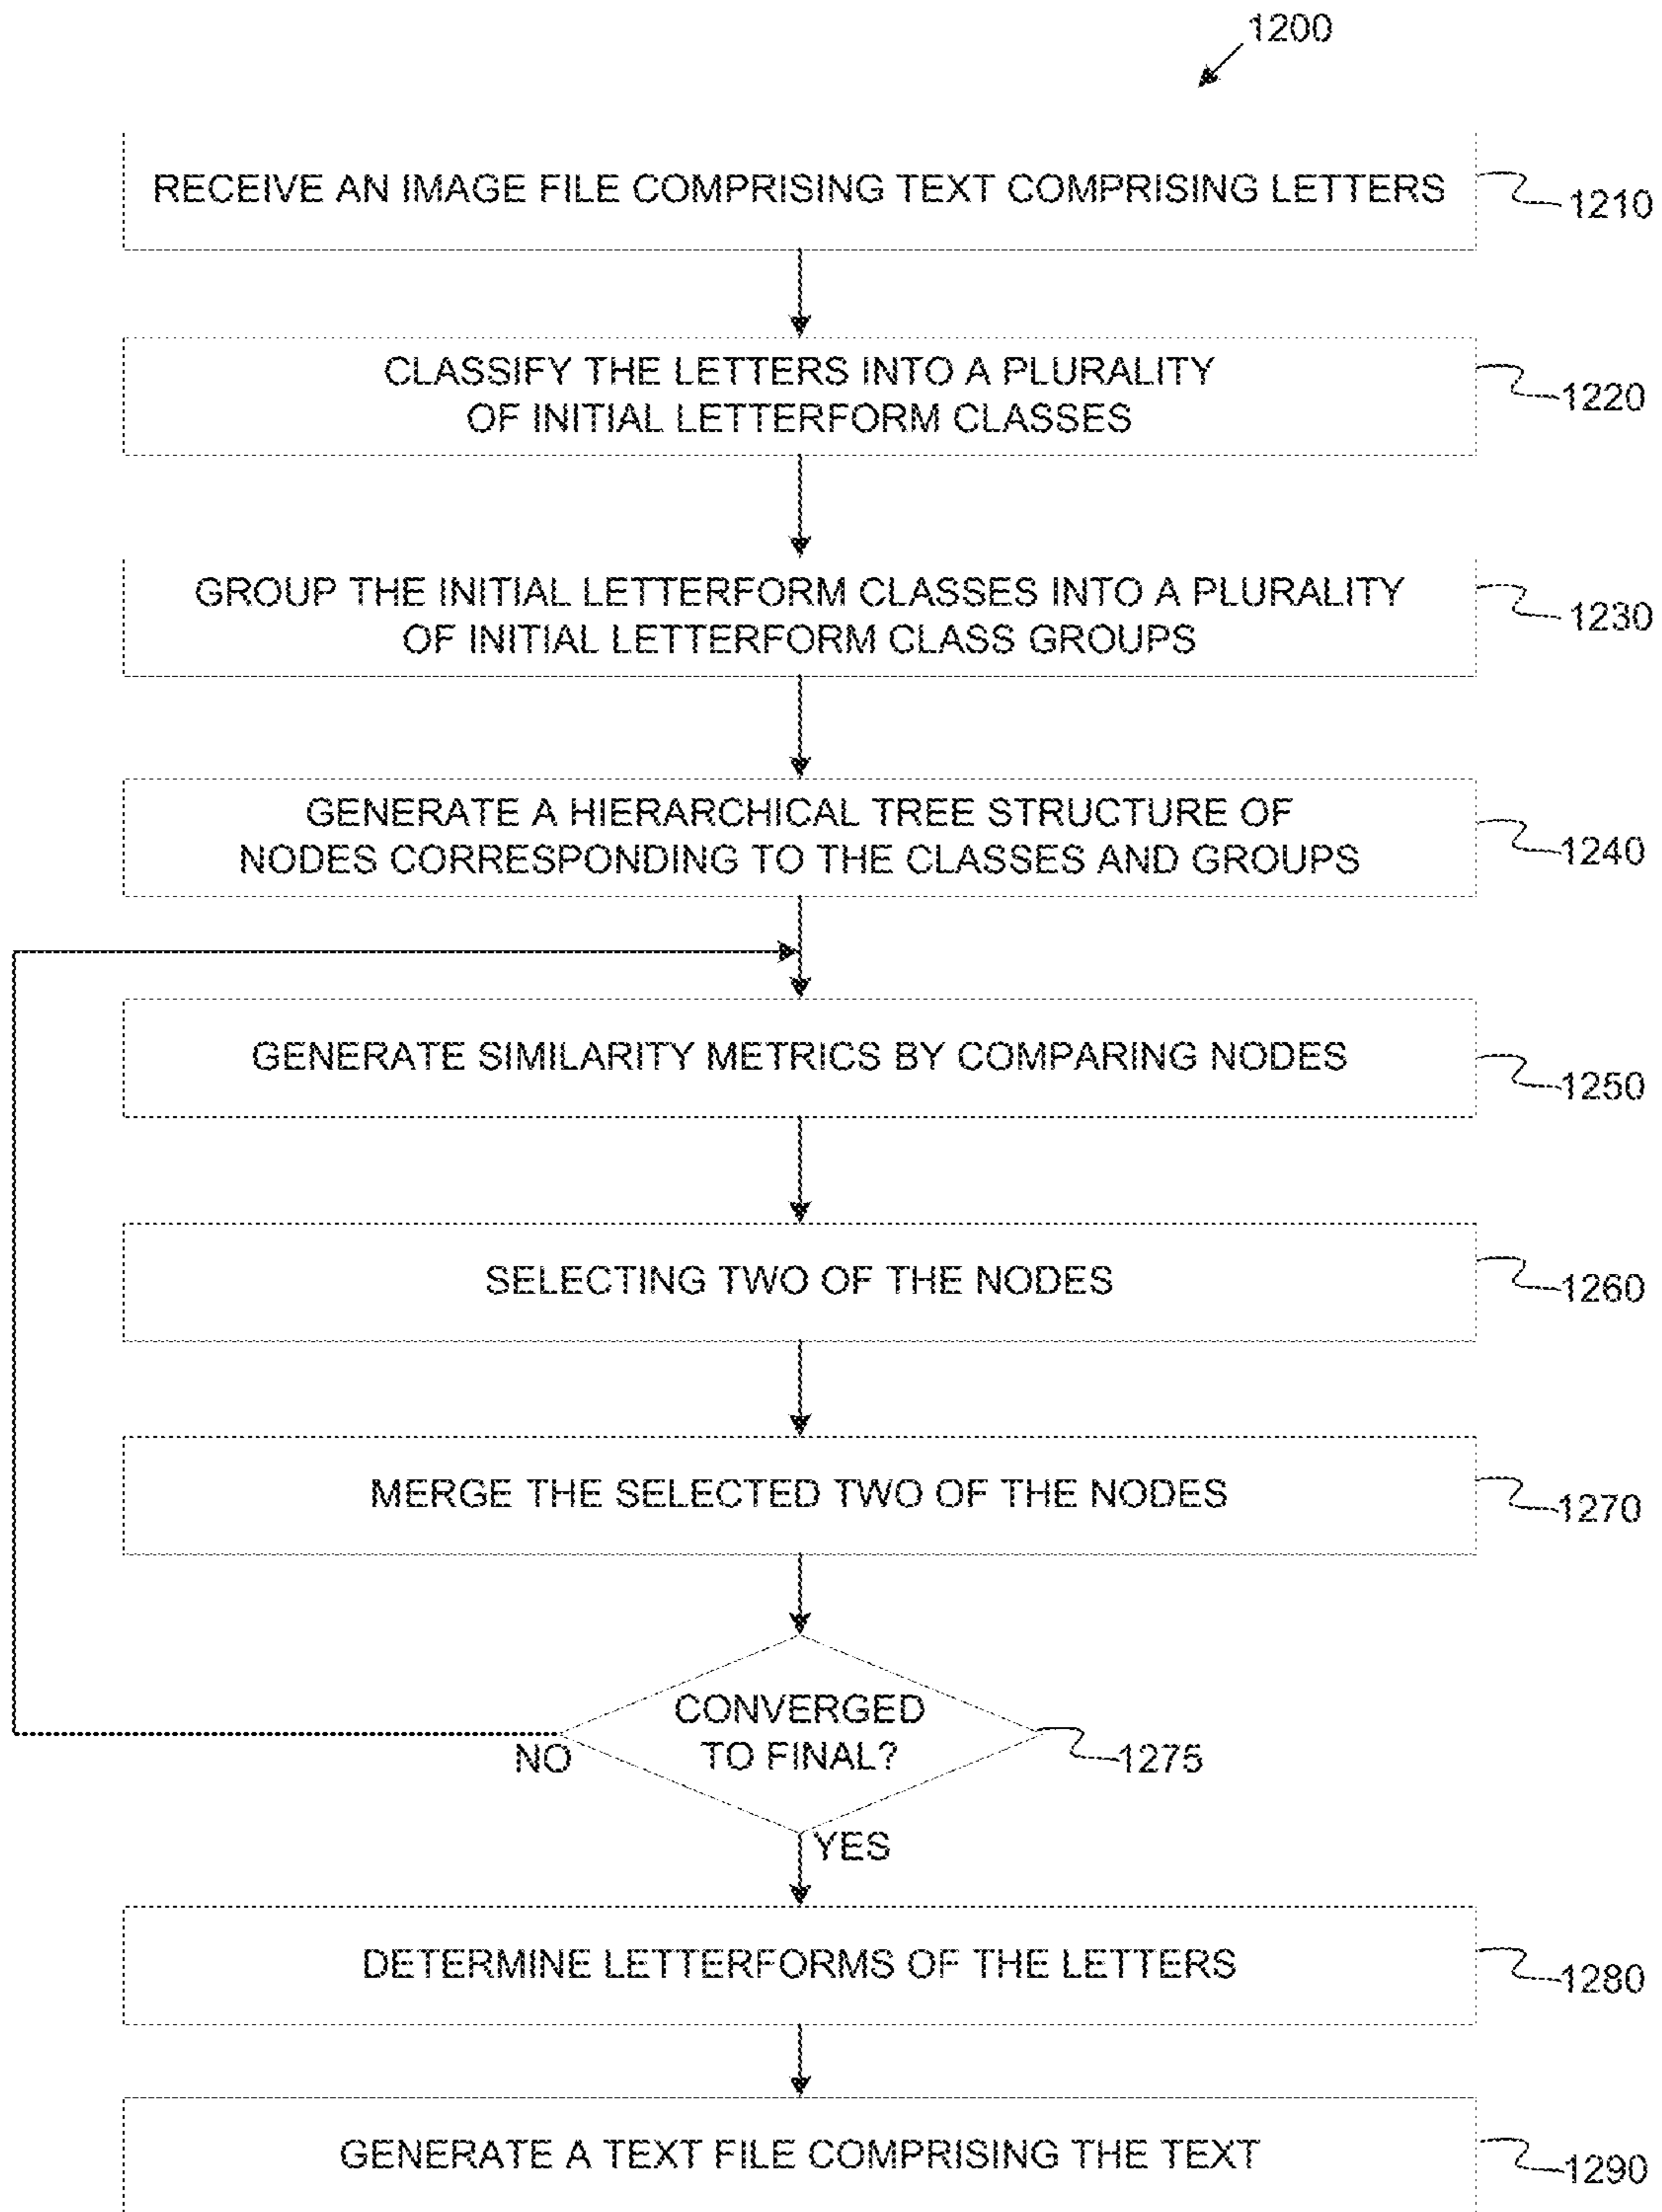 1200
RECEIVE AN IMAGE FILE COMPRISING TEXT COMPRISING LETTERS
1210
CLASSIFY THE LETTERS INTO A PLURALITY
OF INITIAL LETTERFORM CLASSES
1220
GROUP THE INITIAL LETTERFORM CLASSES INTO A PLURALITY
OF INITIAL LETTERFORM CLASS GROUPS
1230
GENERATE A HIERARCHICAL TREE STRUCTURE OF
NODES CORRESPONDING TO THE CLASSES AND GROUPS
1240
GENERATE SIMILARITY METRICS BY COMPARING NODES
1250
SELECTING TWO OF THE NODES
1260
MERGE THE SELECTED TWO OF THE NODES
1270
CONVERGED
TO FINAL?
1275
NO
YES
DETERMINE LETTERFORMS OF THE LETTERS
1280
GENERATE A TEXT FILE COMPRISING THE TEXT
1290